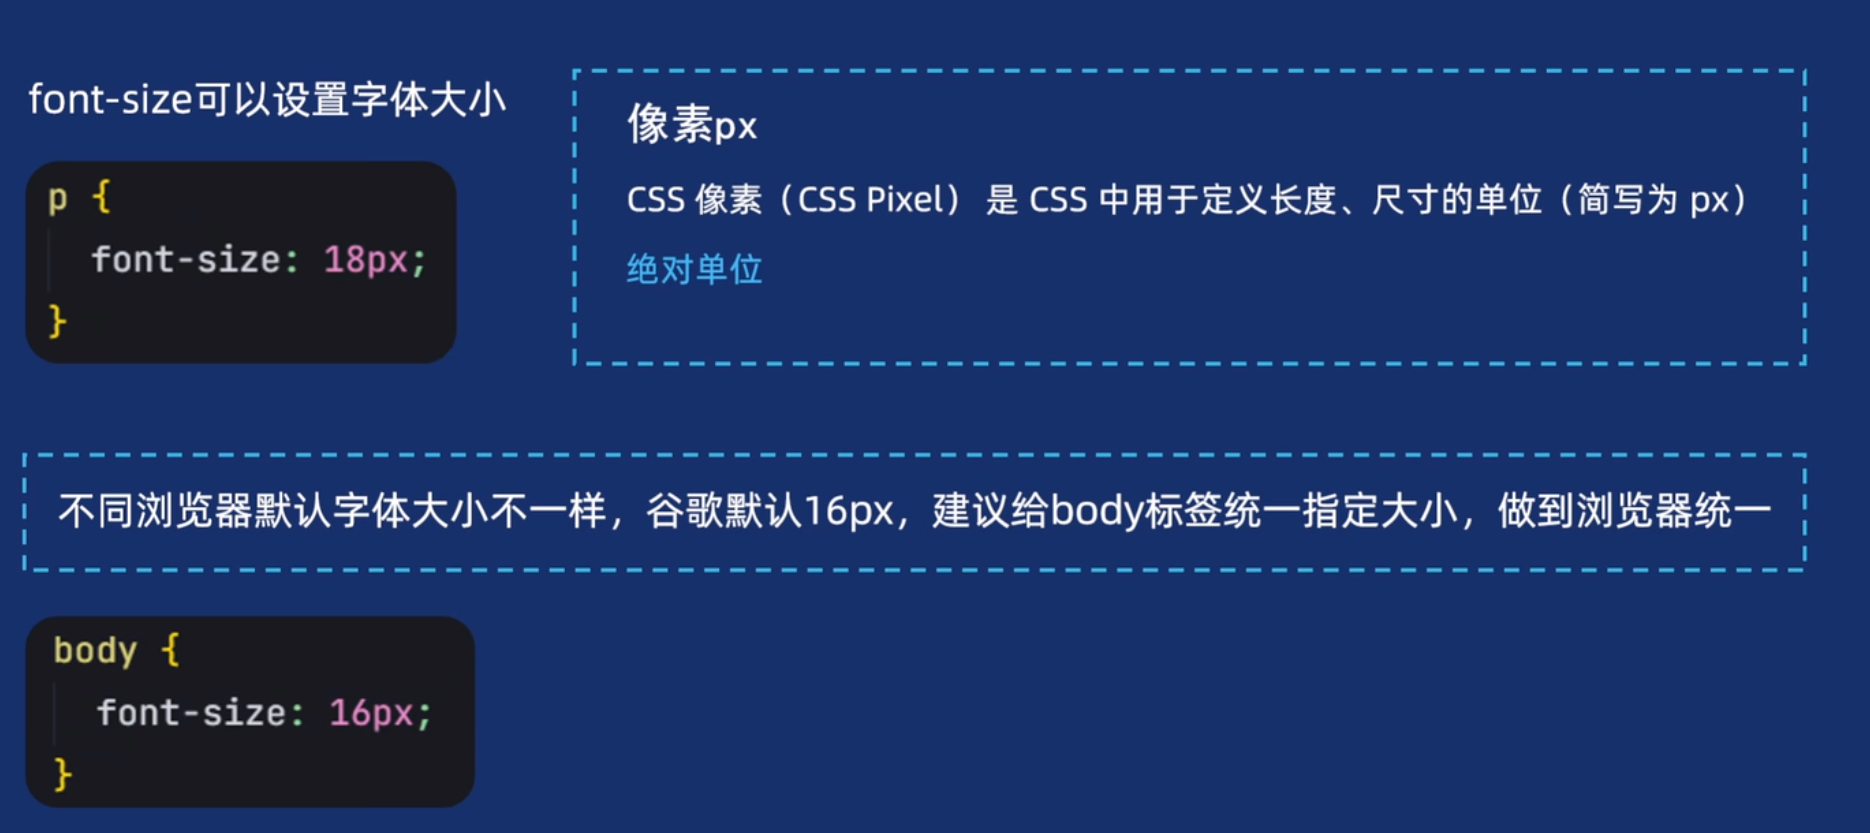 font-size可以设置字体大小
p {
font-size: 18px;
}
像素px
CSS 像素（CSS Pixel） 是 CSS 中用于定义长度、尺寸的单位（简写为 px）
绝对单位
不同浏览器默认字体大小不一样，谷歌默认16px，建议给body标签统一指定大小，做到浏览器统一
body {
font-size: 16px;
}